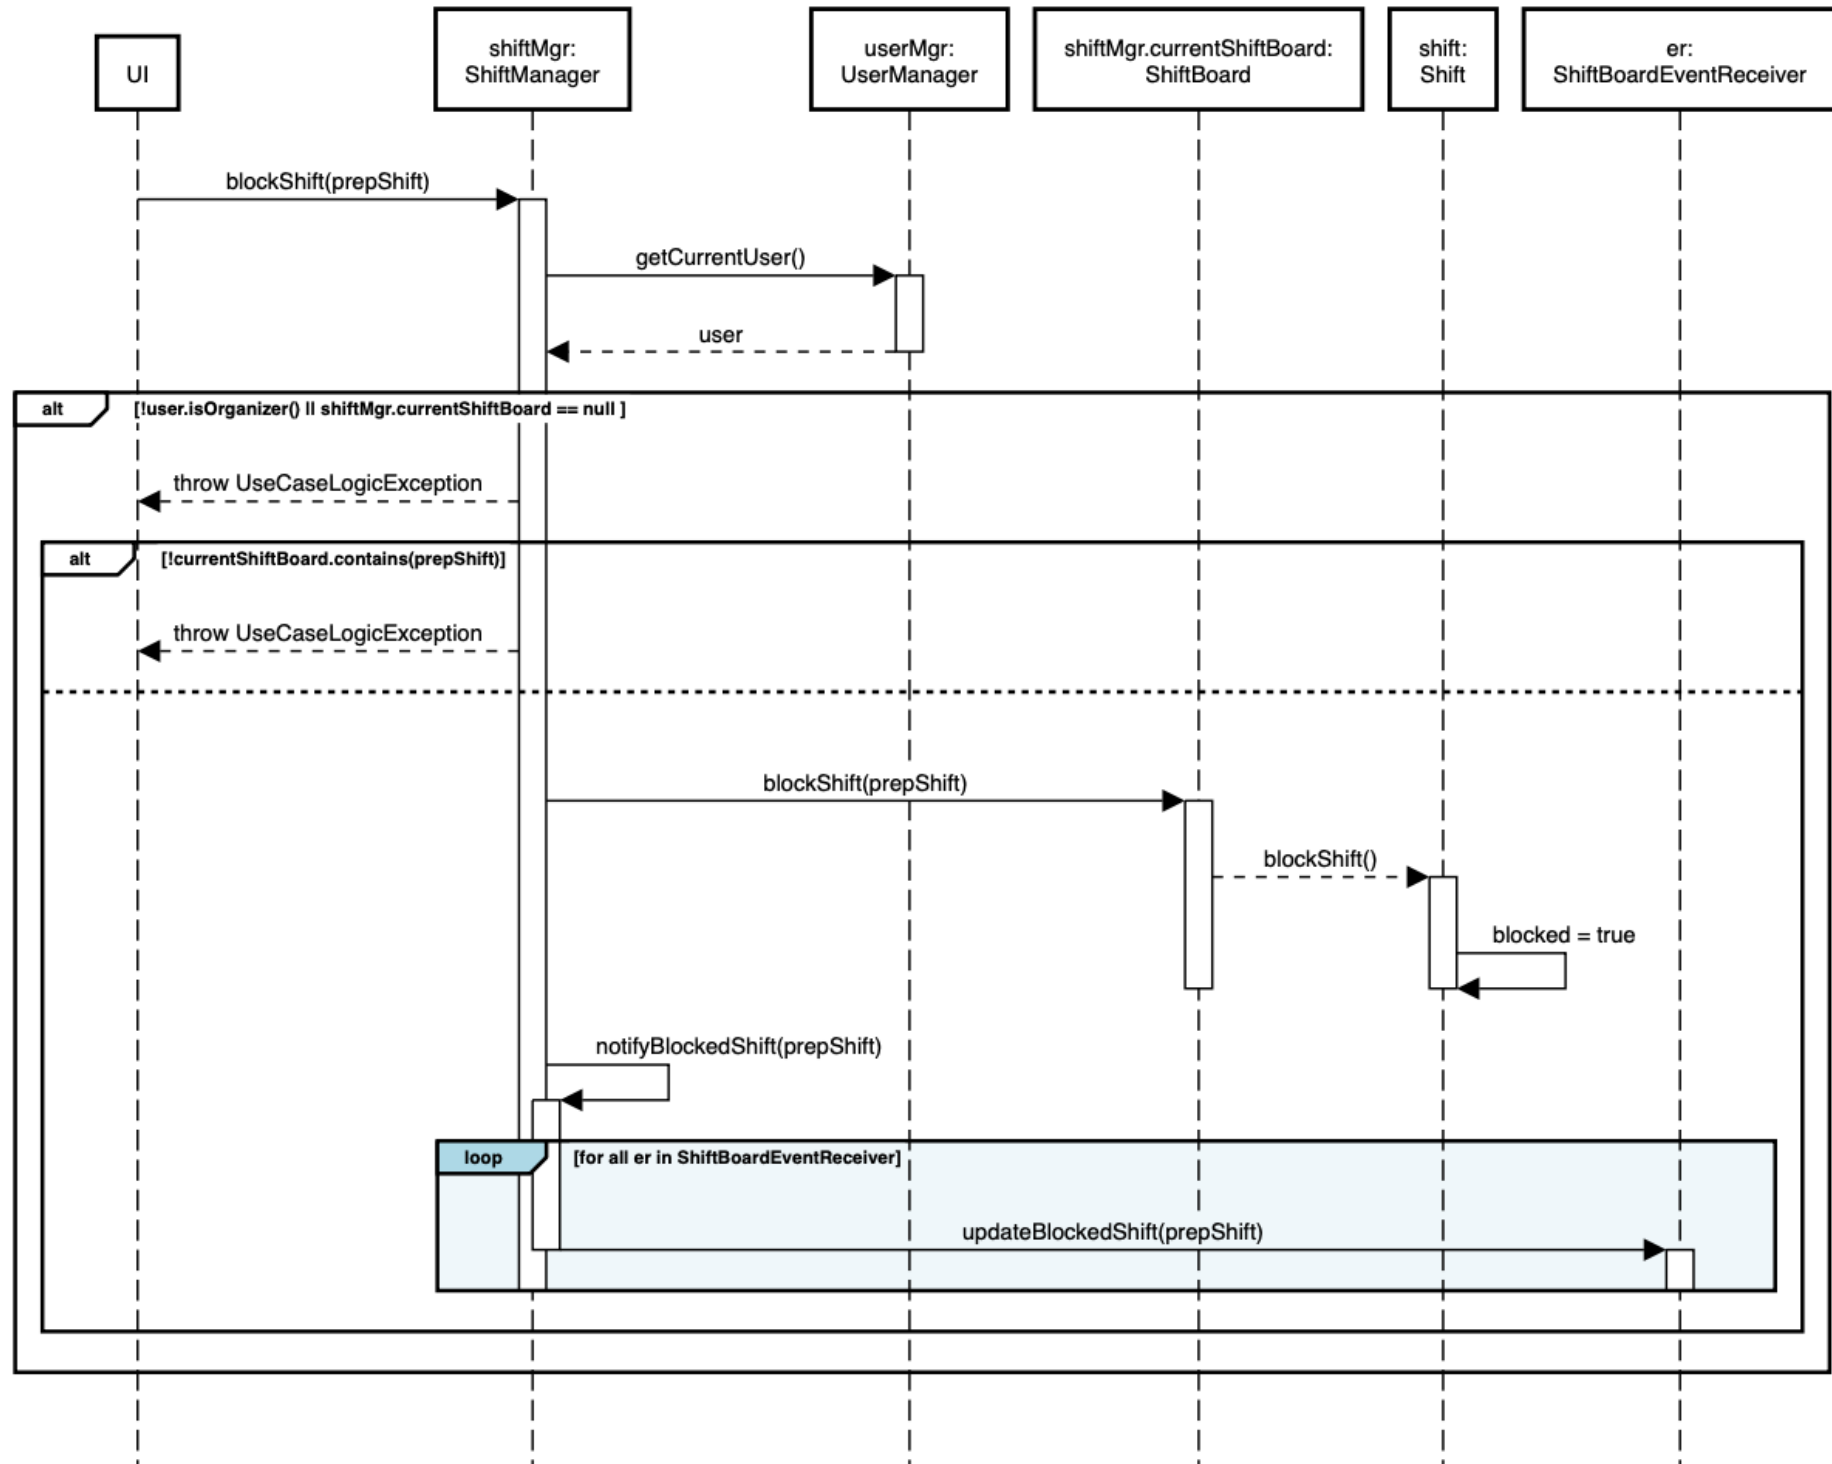 UI
shiftMgr:
ShiftManager
userMgr:
UserManager
shiftMgr.currentShiftBoard:
ShiftBoard
shift:
Shift
er:
ShiftBoardEventReceiver
blockShift(prepShift)
getCurrentUser()
user
alt
[!user.isOrganizer() || shiftMgr.currentShiftBoard == null ]
throw UseCaseLogicException
alt
[!currentShiftBoard.contains(prepShift)]
throw UseCaseLogicException
blockShift(prepShift)
blockShift()
blocked = true
notifyBlockedShift(prepShift)
loop
[for all er in ShiftBoardEventReceiver]
updateBlockedShift(prepShift)